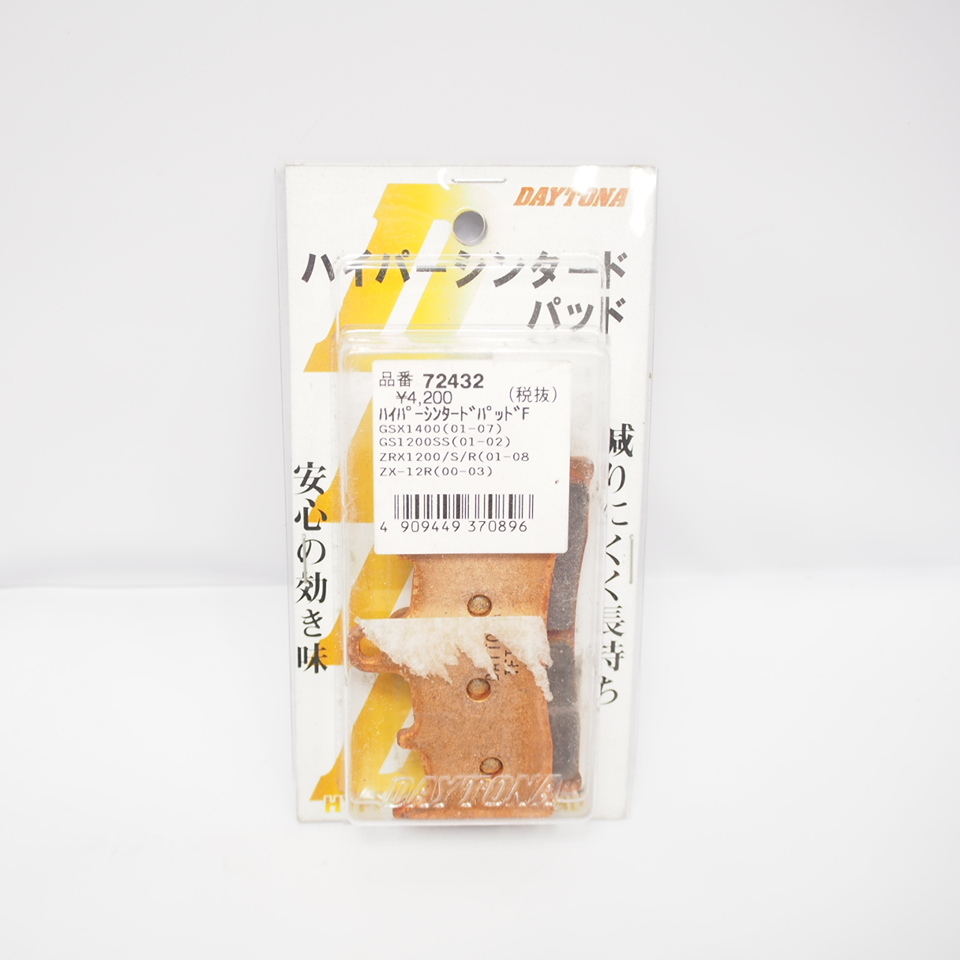 DAYTONA
ハイパーシンタード
パッド
品番 72432
¥4,200 (税抜)
ﾊｲﾊﾟｰｼﾝﾀｰﾄﾞﾊﾟｯﾄﾞF
GSX1400(01-07)
GS1200SS(01-02)
ZRX1200/S/R(01-08
ZX-12R(00-03)
4 909449 370896
減りにくく長持ち
安心の効き味
DAYTONA